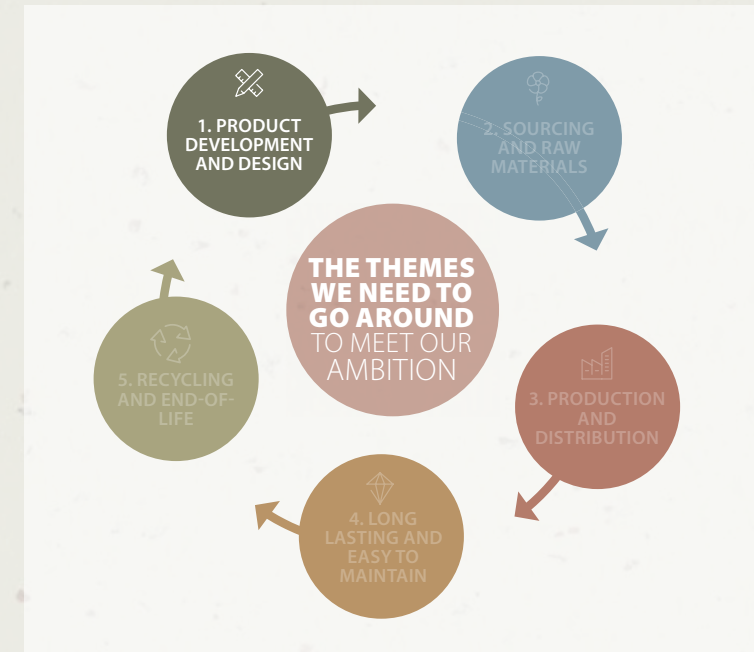 1. PRODUCT
DEVELOPMENT
AND DESIGN
2. SOURCING
AND RAW
MATERIALS
THE THEMES
WE NEED TO
GO AROUND
TO MEET OUR
AMBITION
3. PRODUCTION
AND
DISTRIBUTION
4. LONG
LASTING AND
EASY TO
MAINTAIN
5. RECYCLING
AND END-OF-
LIFE